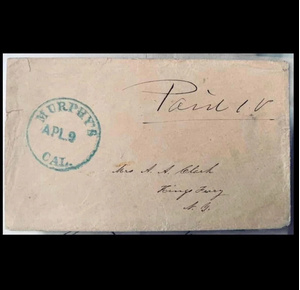 MURPHY'S
APL 9
CAL.
Paid 10
Mrs A. A. Clark
Kings Ferry
N. Y.